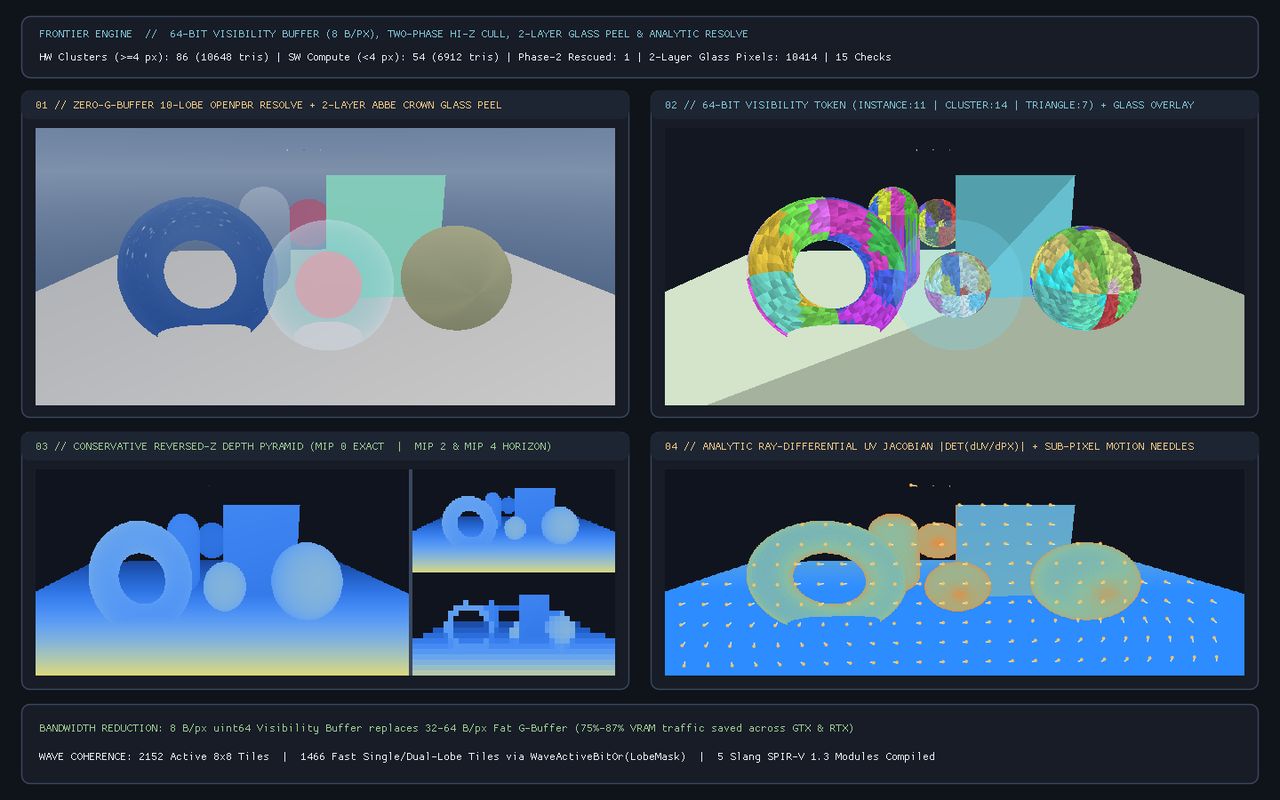 FRONTIER ENGINE // 64-BIT VISIBILITY BUFFER (8 B/PX), TWO-PHASE HI-Z CULL, 2-LAYER GLASS PEEL & ANALYTIC RESOLVE
HW Clusters (>=4 px): 86 (10648 tris) | SW Compute (<4 px): 54 (6912 tris) | Phase-2 Rescued: 1 | 2-Layer Glass Pixels: 10414 | 15 Checks
01 // ZERO-G-BUFFER 10-LOBE OPENPBR RESOLVE + 2-LAYER ABBE CROWN GLASS PEEL
02 // 64-BIT VISIBILITY TOKEN (INSTANCE:11 | CLUSTER:14 | TRIANGLE:7) + GLASS OVERLAY
03 // CONSERVATIVE REVERSED-Z DEPTH PYRAMID (MIP 0 EXACT | MIP 2 & MIP 4 HORIZON)
04 // ANALYTIC RAY-DIFFERENTIAL UV JACOBIAN |DET(dUV/dPX)| + SUB-PIXEL MOTION NEEDLES
BANDWIDTH REDUCTION: 8 B/px uint64 Visibility Buffer replaces 32-64 B/px Fat G-Buffer (75%-87% VRAM traffic saved across GTX & RTX)
WAVE COHERENCE: 2152 Active 8x8 Tiles | 1466 Fast Single/Dual-Lobe Tiles via WaveActiveBitOr(LobeMask) | 5 Slang SPIR-V 1.3 Modules Compiled